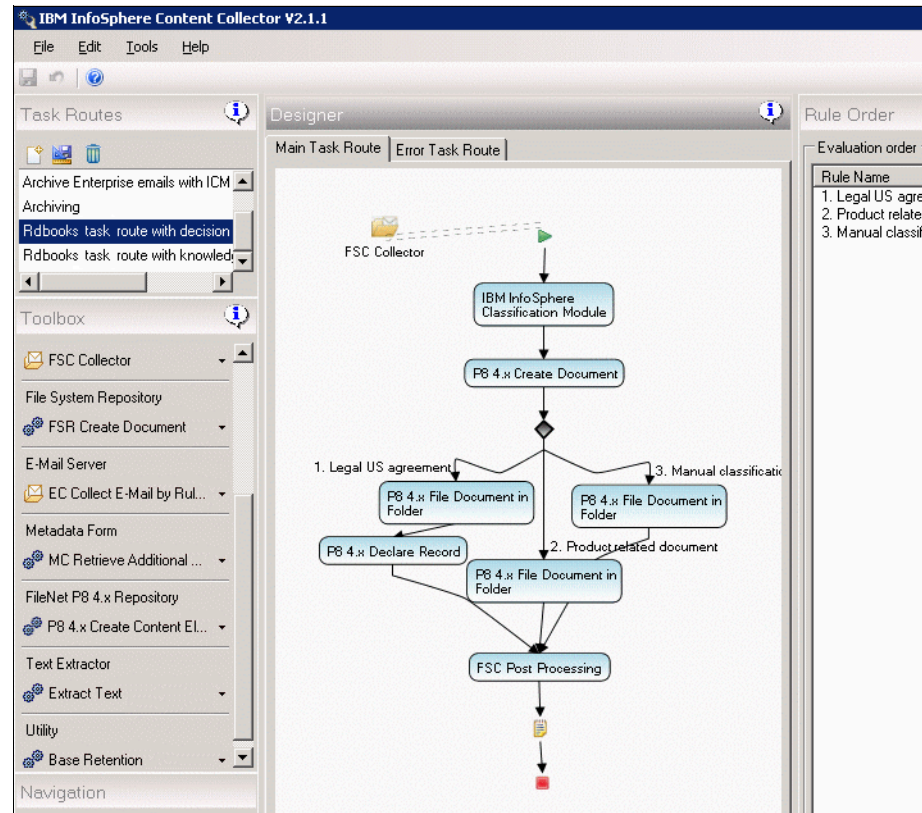 IBM InfoSphere Content Collector V2.1.1
File Edit Tools Help
Task Routes
Archive Enterprise emails with ICM
Archiving
Rdbooks task route with decision
Rdbooks task route with knowled
Toolbox
FSC Collector
File System Repository
FSR Create Document
E-Mail Server
EC Collect E-Mail by Rul...
Metadata Form
MC Retrieve Additional ...
FileNet P8 4.x Repository
P8 4.x Create Content El...
Text Extractor
Extract Text
Utility
Base Retention
Navigation
Designer
Main Task Route
Error Task Route
FSC Collector
IBM InfoSphere
Classification Module
P8 4.x Create Document
1. Legal US agreement
3. Manual classificatio
P8 4.x File Document in
Folder
P8 4.x File Document in
Folder
P8 4.x Declare Record
2. Product related document
P8 4.x File Document in
Folder
FSC Post Processing
Rule Order
Evaluation order
Rule Name
1. Legal US agre
2. Product relate
3. Manual classif